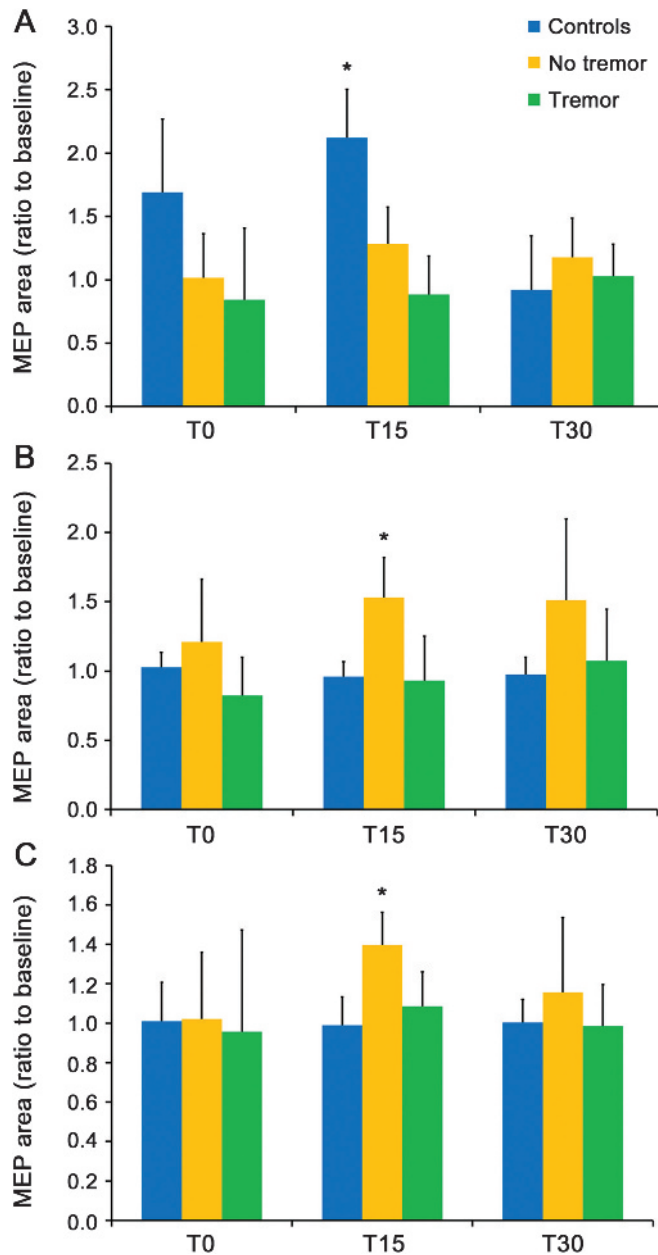 A
MEP area (ratio to baseline)
3.0
2.5
2.0
1.5
1.0
0.5
0.0
*
Controls
No tremor
Tremor
T0 T15 T30
B
MEP area (ratio to baseline)
2.5
2.0
1.5
1.0
0.5
0.0
*
T0 T15 T30
C
MEP area (ratio to baseline)
1.8
1.6
1.4
1.2
1.0
0.8
0.6
0.4
0.2
0.0
*
T0 T15 T30